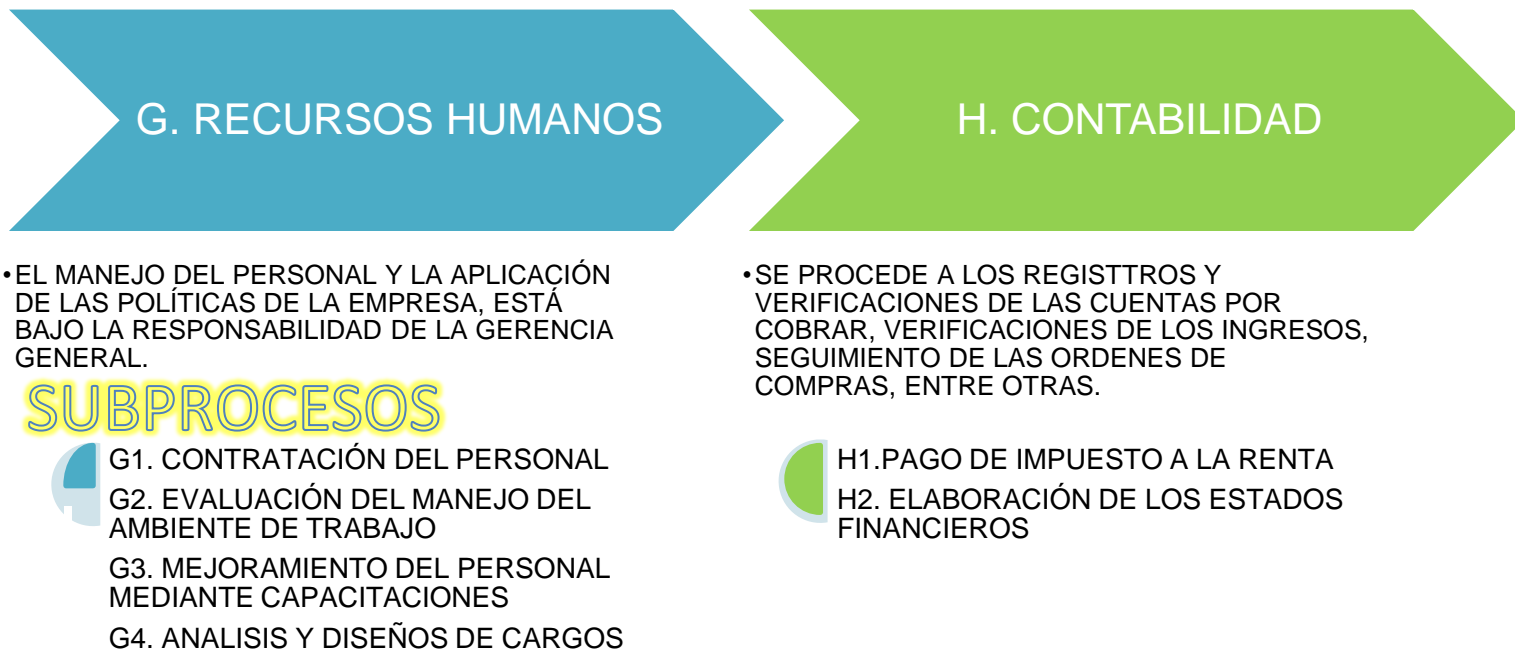 G. RECURSOS HUMANOS
•EL MANEJO DEL PERSONAL Y LA APLICACIÓN
DE LAS POLÍTICAS DE LA EMPRESA, ESTÁ
BAJO LA RESPONSABILIDAD DE LA GERENCIA
GENERAL.
SUBPROCESOS
G1. CONTRATACIÓN DEL PERSONAL
G2. EVALUACIÓN DEL MANEJO DEL
AMBIENTE DE TRABAJO
G3. MEJORAMIENTO DEL PERSONAL
MEDIANTE CAPACITACIONES
G4. ANALISIS Y DISEÑOS DE CARGOS
H. CONTABILIDAD
•SE PROCEDE A LOS REGISTTROS Y
VERIFICACIONES DE LAS CUENTAS POR
COBRAR, VERIFICACIONES DE LOS INGRESOS,
SEGUIMIENTO DE LAS ORDENES DE
COMPRAS, ENTRE OTRAS.
H1.PAGO DE IMPUESTO A LA RENTA
H2. ELABORACIÓN DE LOS ESTADOS
FINANCIEROS